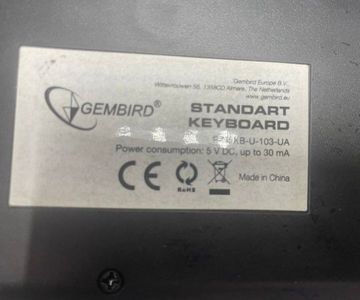 Gembird Europe B.V.
Wittevrouwen 56, 1358CD Almere, The Netherlands
www.gembird.eu
GEMBIRD
STANDART
KEYBOARD
KB-U-103-UA
Power consumption: 5 V DC, up to 30 mA
CE
Made in China